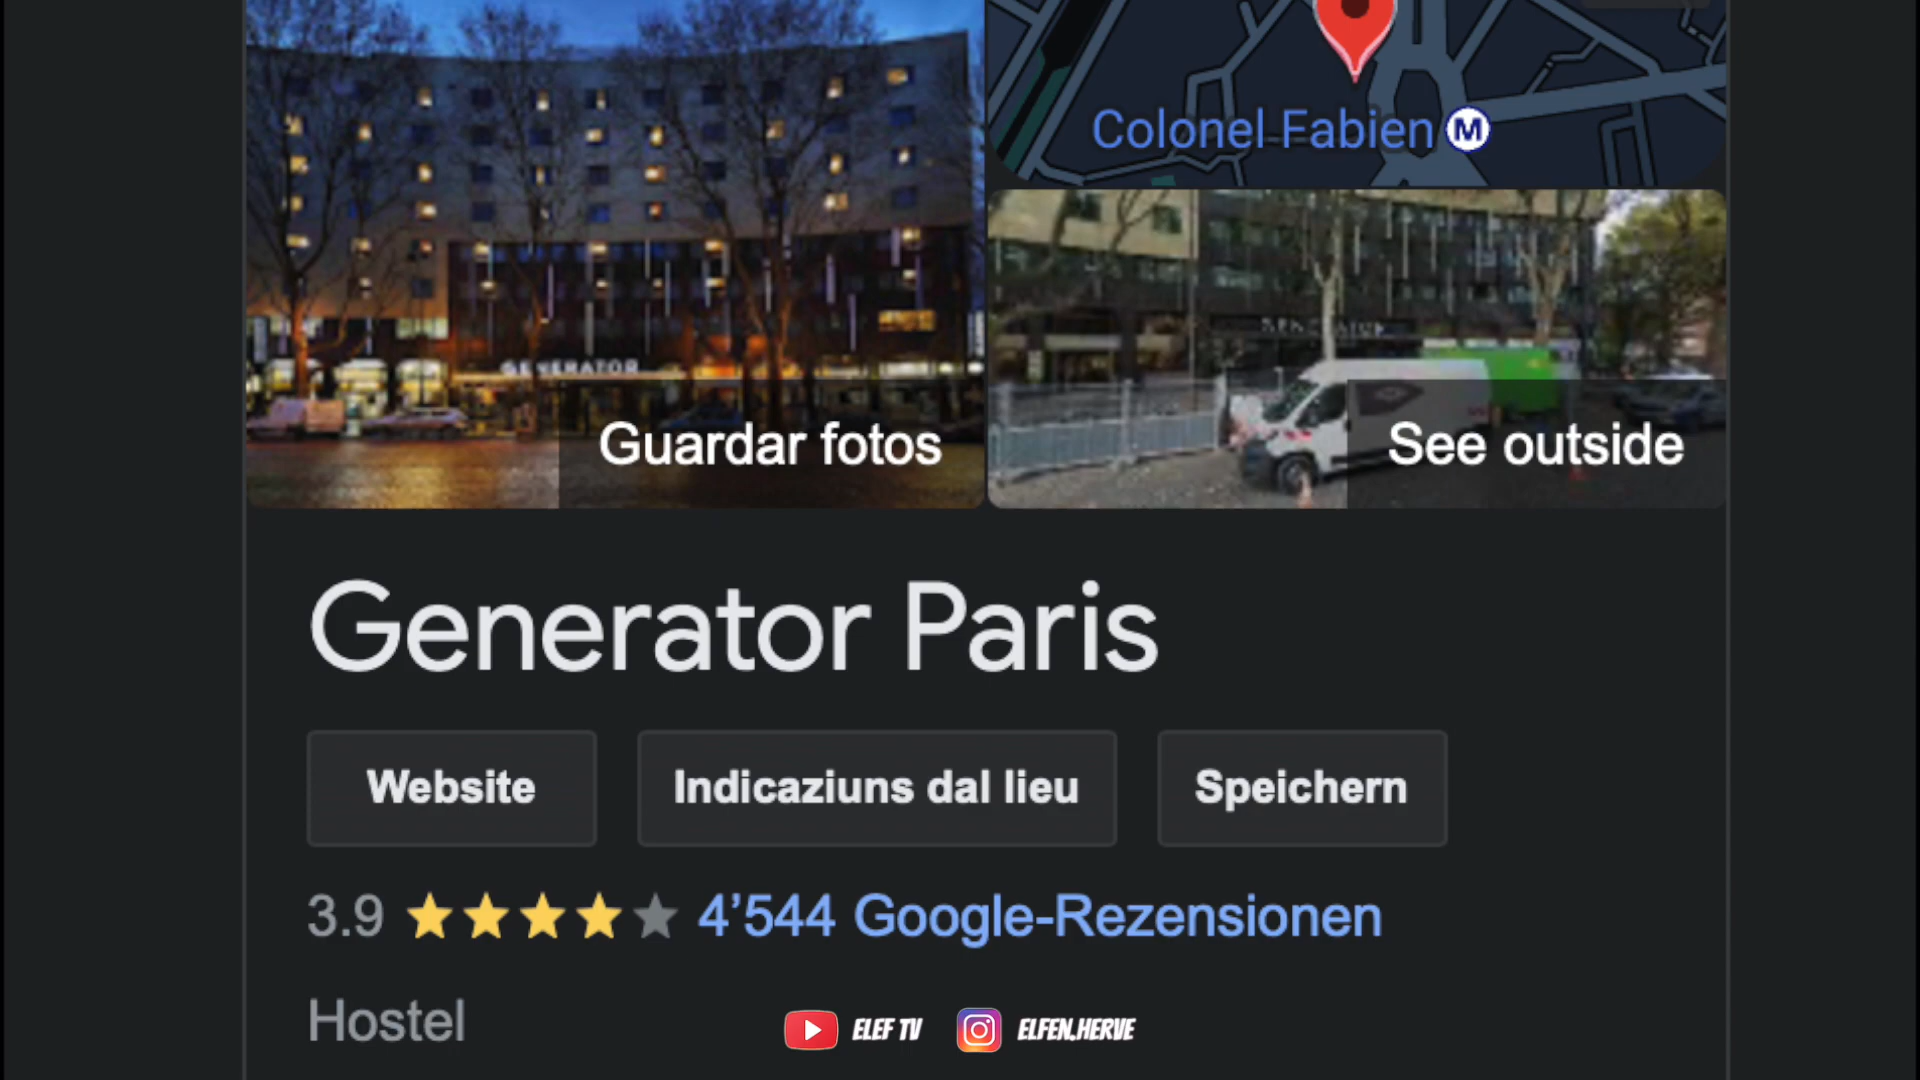 Colonel Fabien M
GENERATOR
GENERATOR
Guardar fotos
See outside
Generator Paris
Website
Indicaziuns dal lieu
Speichern
3.9 4’544 Google-Rezensionen
Hostel
ELEF TV ELFEN.HERVE